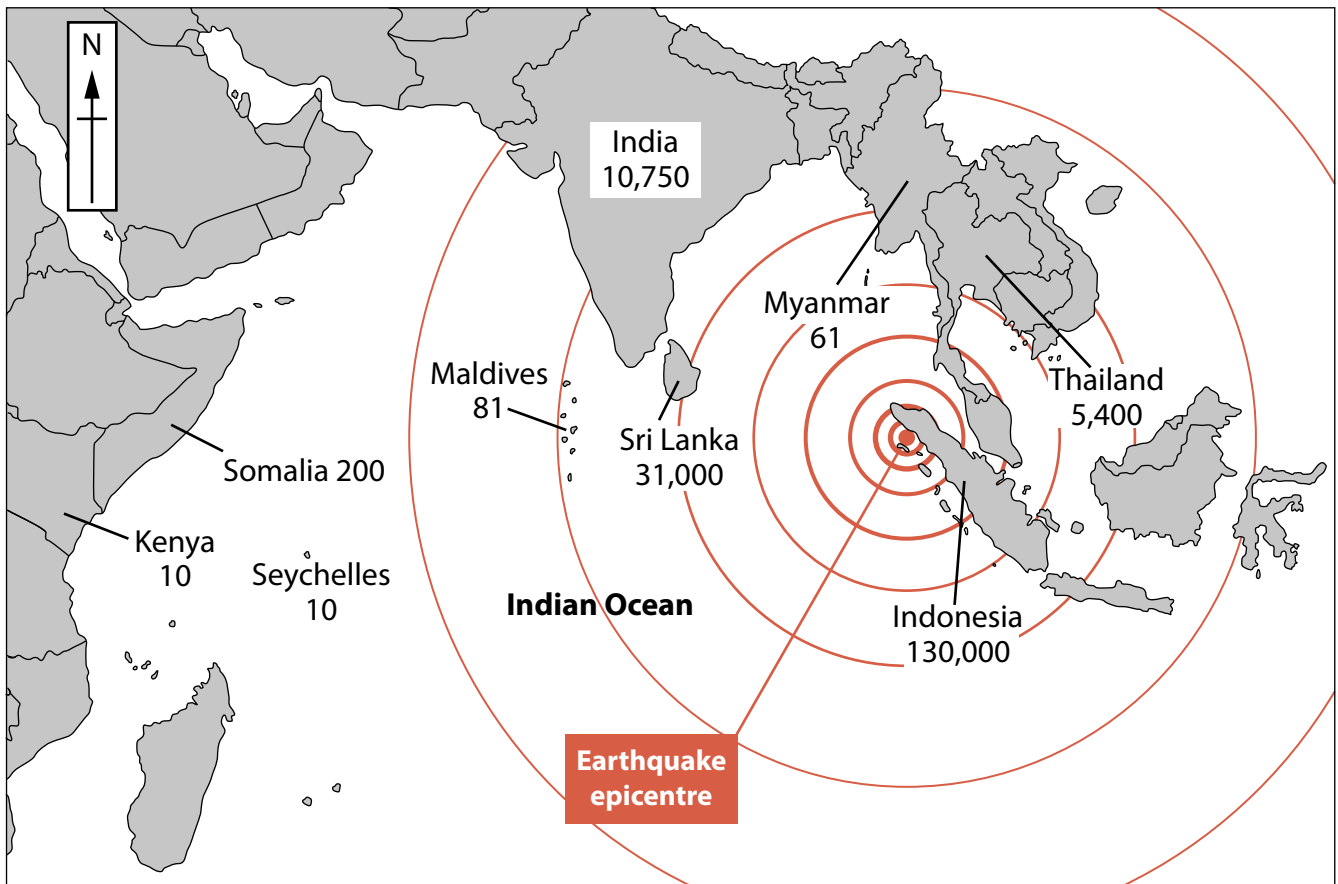 N
India
10,750
Myanmar
61
Thailand
5,400
Maldives
81
Sri Lanka
31,000
Somalia 200
Kenya
10
Seychelles
10
Indian Ocean
Indonesia
130,000
Earthquake
epicentre